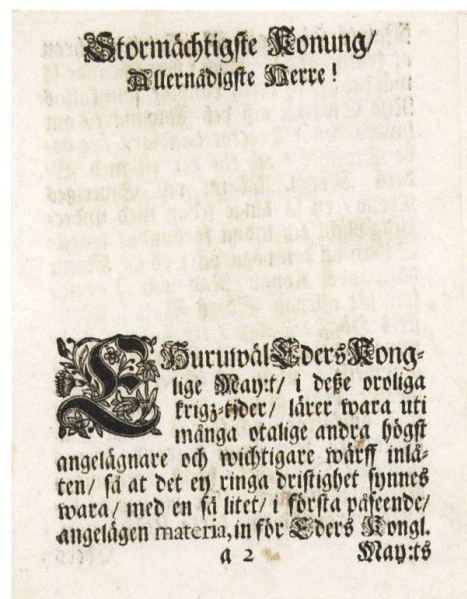 Stormächtigste Konung/
Allernådigste Herre!
EHuruwäl Eders Kong-
lige May:t/ i deße oroliga
krigz-tijder/ lärer wara uti
många otalige andra högst
angelägnare och wichtigare wärff inlå-
ten/ så at det ey ringa dristighet synnes
wara/ med en så litet/ i första påseende/
angelägen materia, in för Eders Kongl.
a 2 May:ts